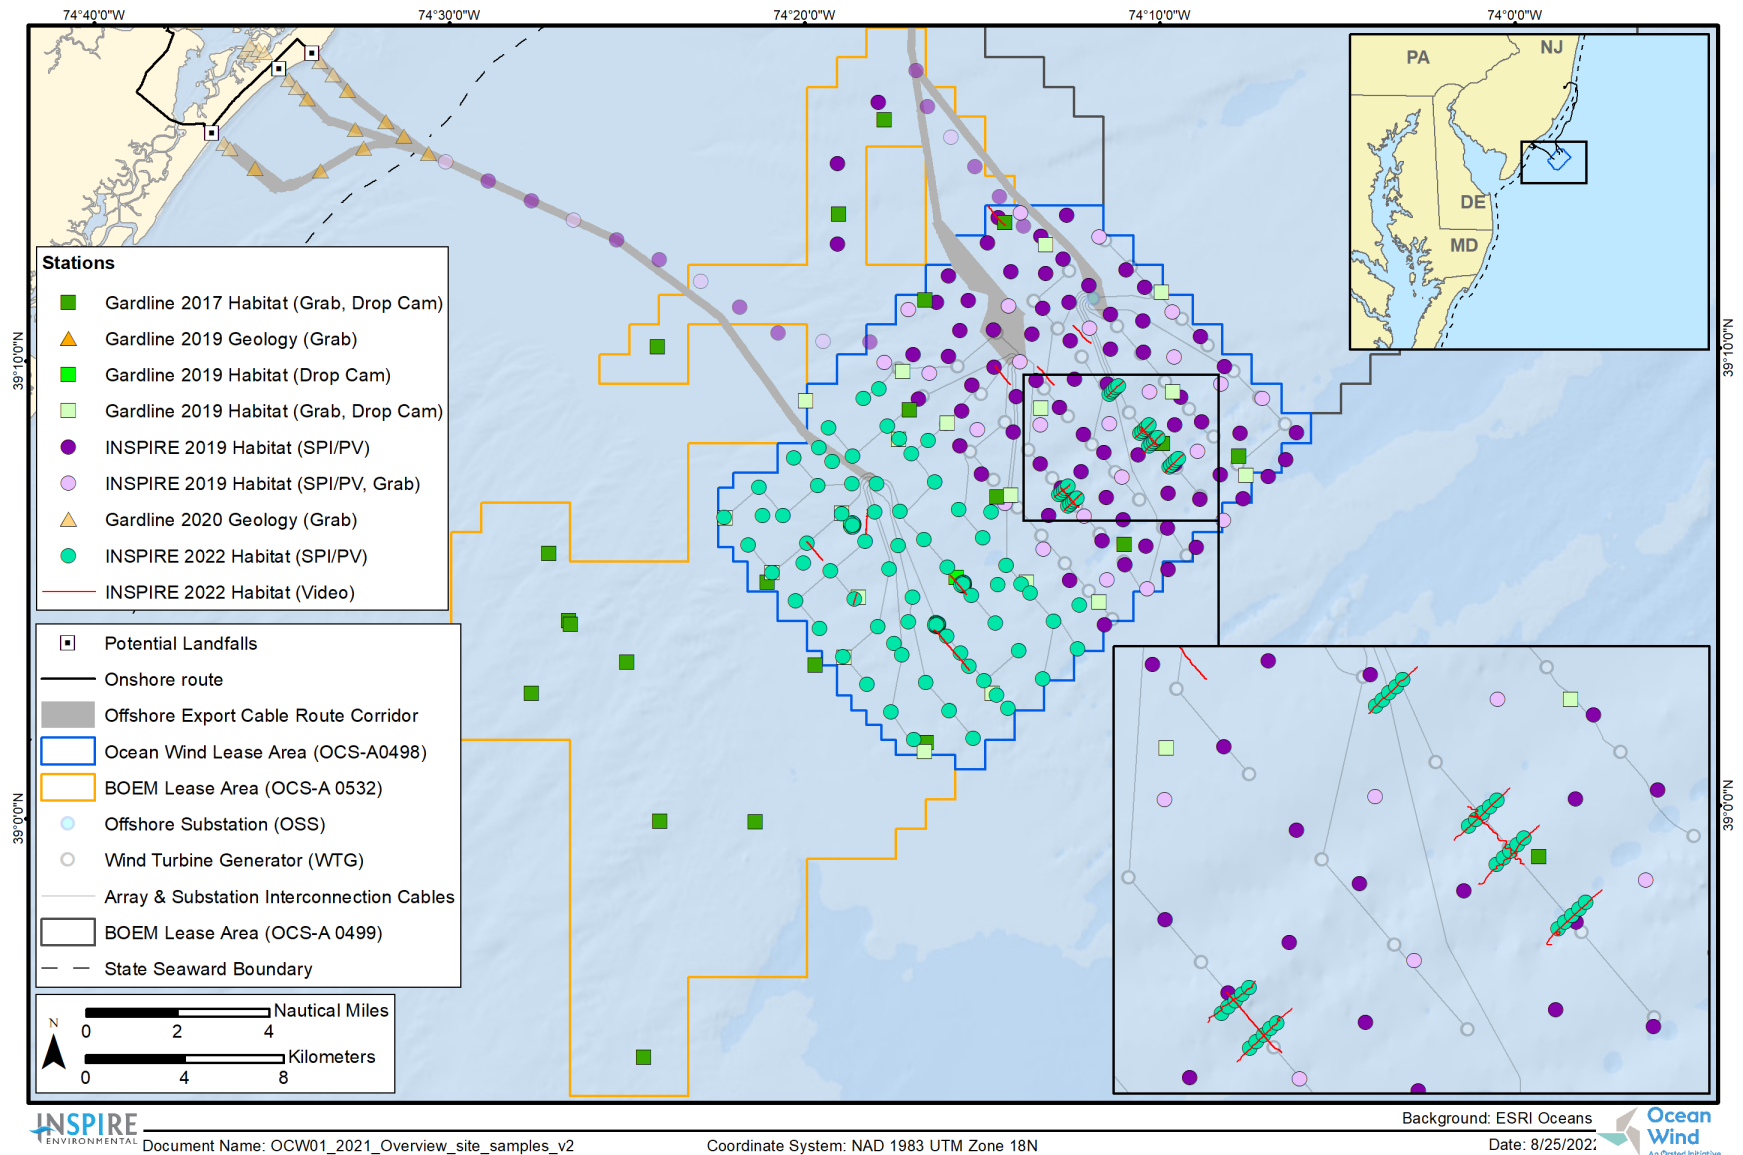 74°40'0"W
74°30'0"W
74°20'0"W
74°10'0"W
74°0'0"W
PA
NJ
DE
MD
39°10'0"N
39°10'0"N
39°0'0"N
39°0'0"N
Stations
Gardline 2017 Habitat (Grab, Drop Cam)
Gardline 2019 Geology (Grab)
Gardline 2019 Habitat (Drop Cam)
Gardline 2019 Habitat (Grab, Drop Cam)
INSPIRE 2019 Habitat (SPI/PV)
INSPIRE 2019 Habitat (SPI/PV, Grab)
Gardline 2020 Geology (Grab)
INSPIRE 2022 Habitat (SPI/PV)
INSPIRE 2022 Habitat (Video)
Potential Landfalls
Onshore route
Offshore Export Cable Route Corridor
Ocean Wind Lease Area (OCS-A0498)
BOEM Lease Area (OCS-A 0532)
Offshore Substation (OSS)
Wind Turbine Generator (WTG)
Array & Substation Interconnection Cables
BOEM Lease Area (OCS-A 0499)
State Seaward Boundary
N
Nautical Miles
0 2 4
Kilometers
0 4 8
INSPIRE
ENVIRONMENTAL
Document Name: OCW01_2021_Overview_site_samples_v2
Coordinate System: NAD 1983 UTM Zone 18N
Background: ESRI Oceans
Date: 8/25/2022
Ocean
Wind
An Ørsted Initiative